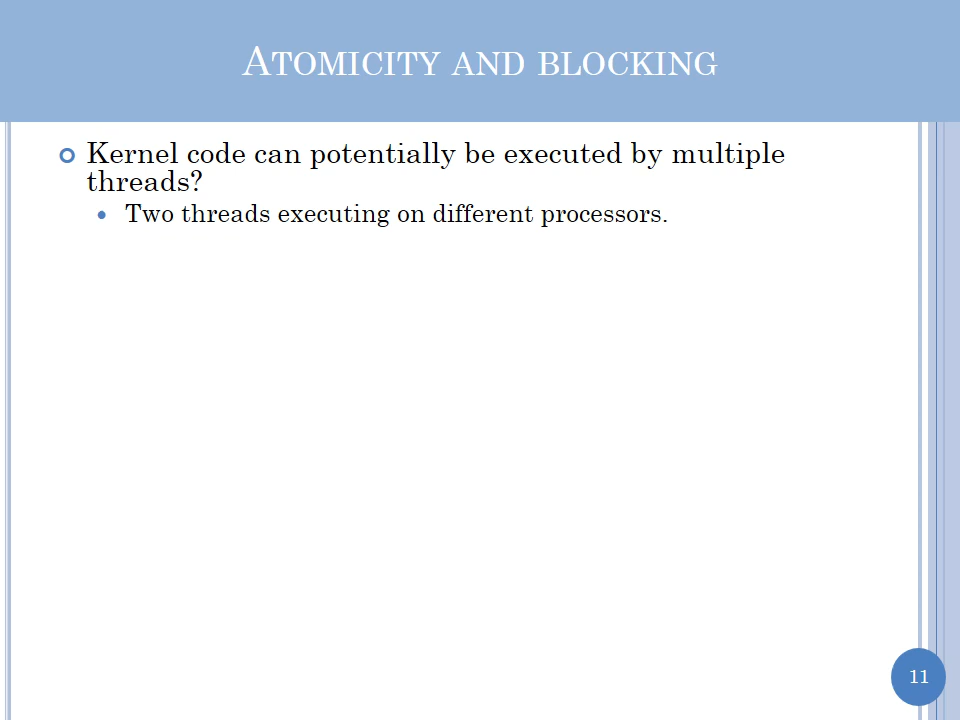 Atomicity and blocking
Kernel code can potentially be executed by multiple
threads?
Two threads executing on different processors.
11